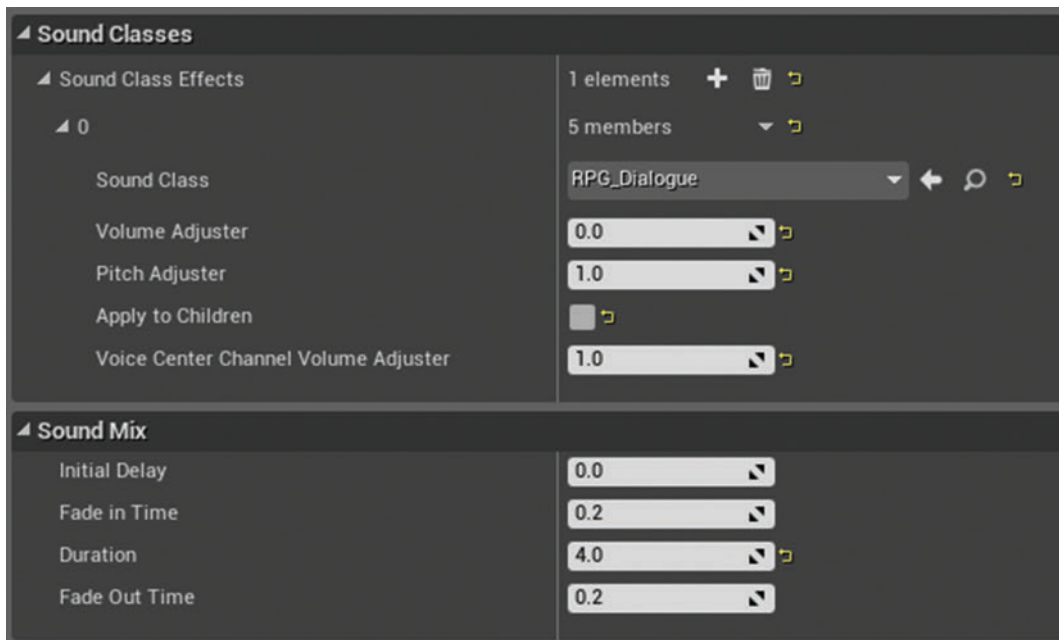 Sound Classes
Sound Class Effects 1 elements
0 5 members
Sound Class RPG_Dialogue
Volume Adjuster 0.0
Pitch Adjuster 1.0
Apply to Children
Voice Center Channel Volume Adjuster 1.0
Sound Mix
Initial Delay 0.0
Fade in Time 0.2
Duration 4.0
Fade Out Time 0.2